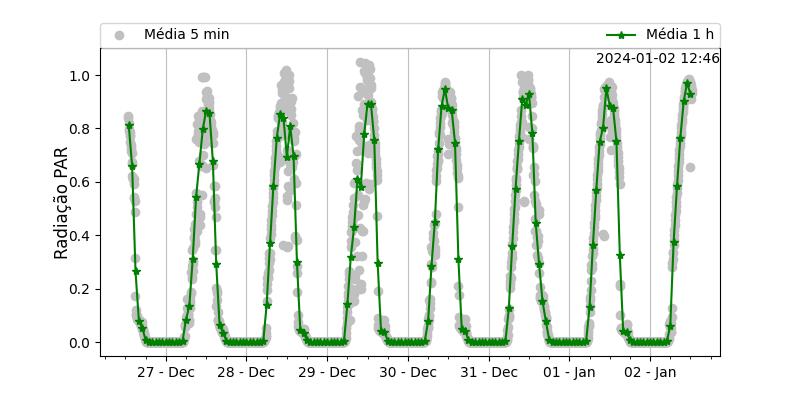 Média 5 min
Média 1 h
2024-01-02 12:46
1.0
0.8
0.6
0.4
0.2
0.0
Radiação PAR
27 - Dec
28 - Dec
29 - Dec
30 - Dec
31 - Dec
01 - Jan
02 - Jan